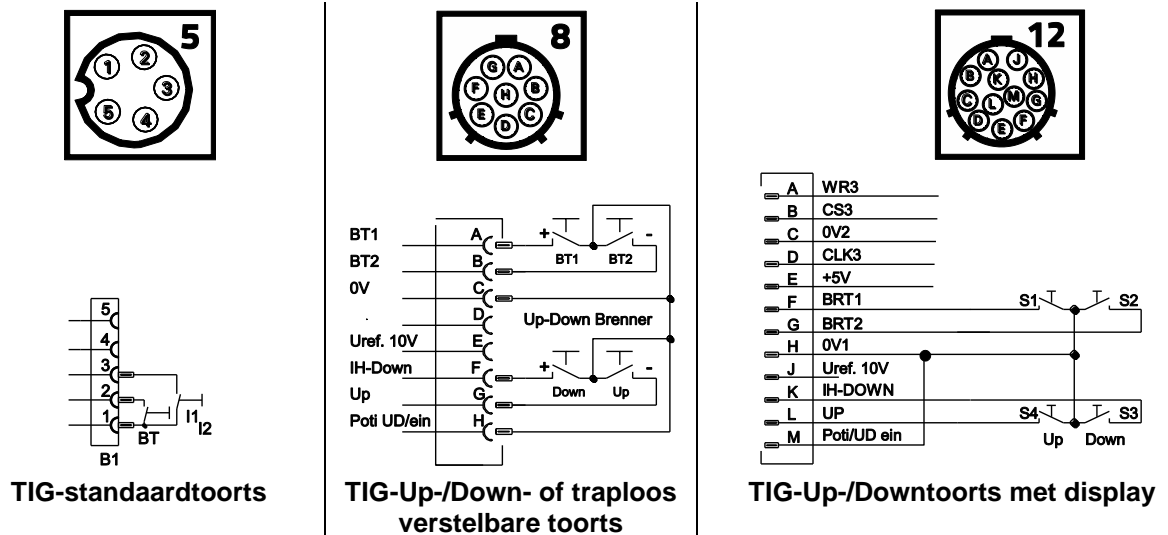 5
1
2
3
4
5
5
4
3
2
1
BT
I1
I2
B1
TIG-standaardtoorts
8
G
A
F
H
B
E
C
D
BT1
A
+
-
BT1
BT2
BT2
B
0V
C
D
Up-Down Brenner
Uref. 10V
E
IH-Down
F
+
-
Down
Up
Up
G
Poti UD/ein
H
TIG-Up-/Down- of traploos
verstelbare toorts
12
A
J
B
K
H
C
L
M
G
D
E
F
A WR3
B CS3
C 0V2
D CLK3
E +5V
F BRT1
S1
S2
G BRT2
H 0V1
J Uref. 10V
K IH-DOWN
L UP
S4
S3
M Poti/UD ein
Up
Down
TIG-Up-/Downtoorts met display